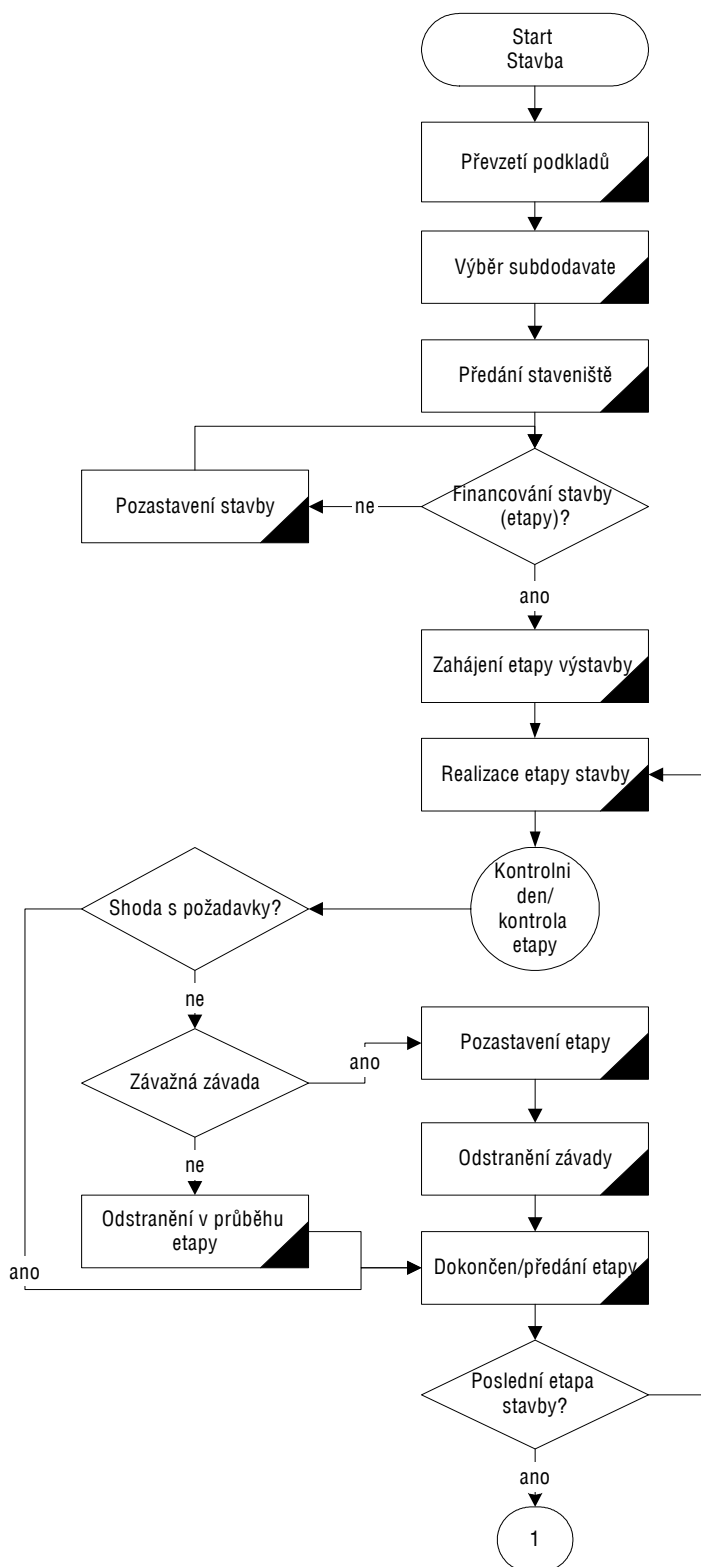 Start
Stavba
Převzetí podkladů
Výběr subdodavate
Předání staveniště
Financování stavby
(etapy)?
ne
Pozastavení stavby
ano
Zahájení etapy výstavby
Realizace etapy stavby
Kontrolni
den/
kontrola
etapy
Shoda s požadavky?
ne
Závažná závada
ano
Pozastavení etapy
Odstranění závady
ne
Odstranění v průběhu
etapy
ano
Dokončen/předání etapy
Poslední etapa
stavby?
ano
1